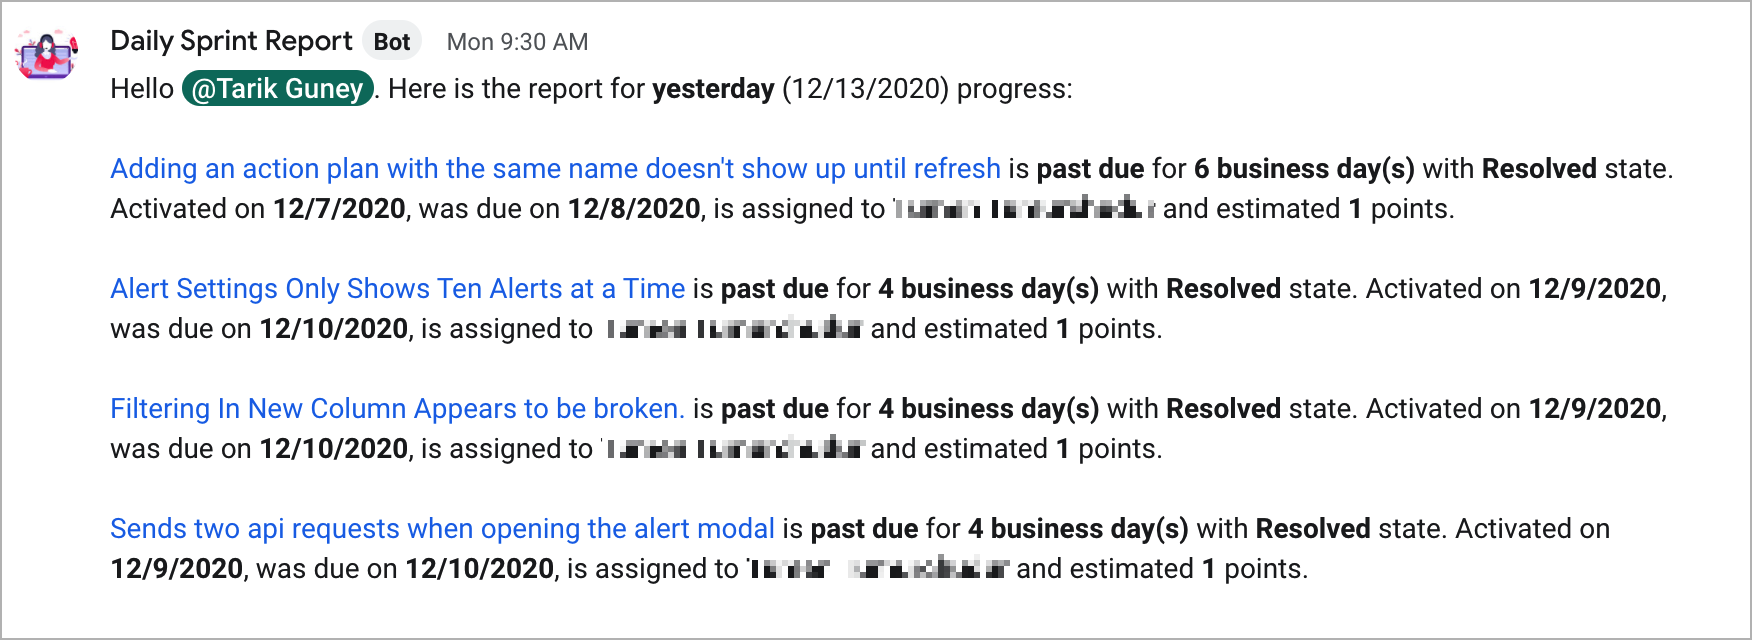 Daily Sprint Report Bot Mon 9:30 AM
Hello @Tarik Guney. Here is the report for yesterday (12/13/2020) progress:
Adding an action plan with the same name doesn't show up until refresh is past due for 6 business day(s) with Resolved state.
Activated on 12/7/2020, was due on 12/8/2020, is assigned to and estimated 1 points.
Alert Settings Only Shows Ten Alerts at a Time is past due for 4 business day(s) with Resolved state. Activated on 12/9/2020,
was due on 12/10/2020, is assigned to and estimated 1 points.
Filtering In New Column Appears to be broken. is past due for 4 business day(s) with Resolved state. Activated on 12/9/2020,
was due on 12/10/2020, is assigned to and estimated 1 points.
Sends two api requests when opening the alert modal is past due for 4 business day(s) with Resolved state. Activated on
12/9/2020, was due on 12/10/2020, is assigned to and estimated 1 points.